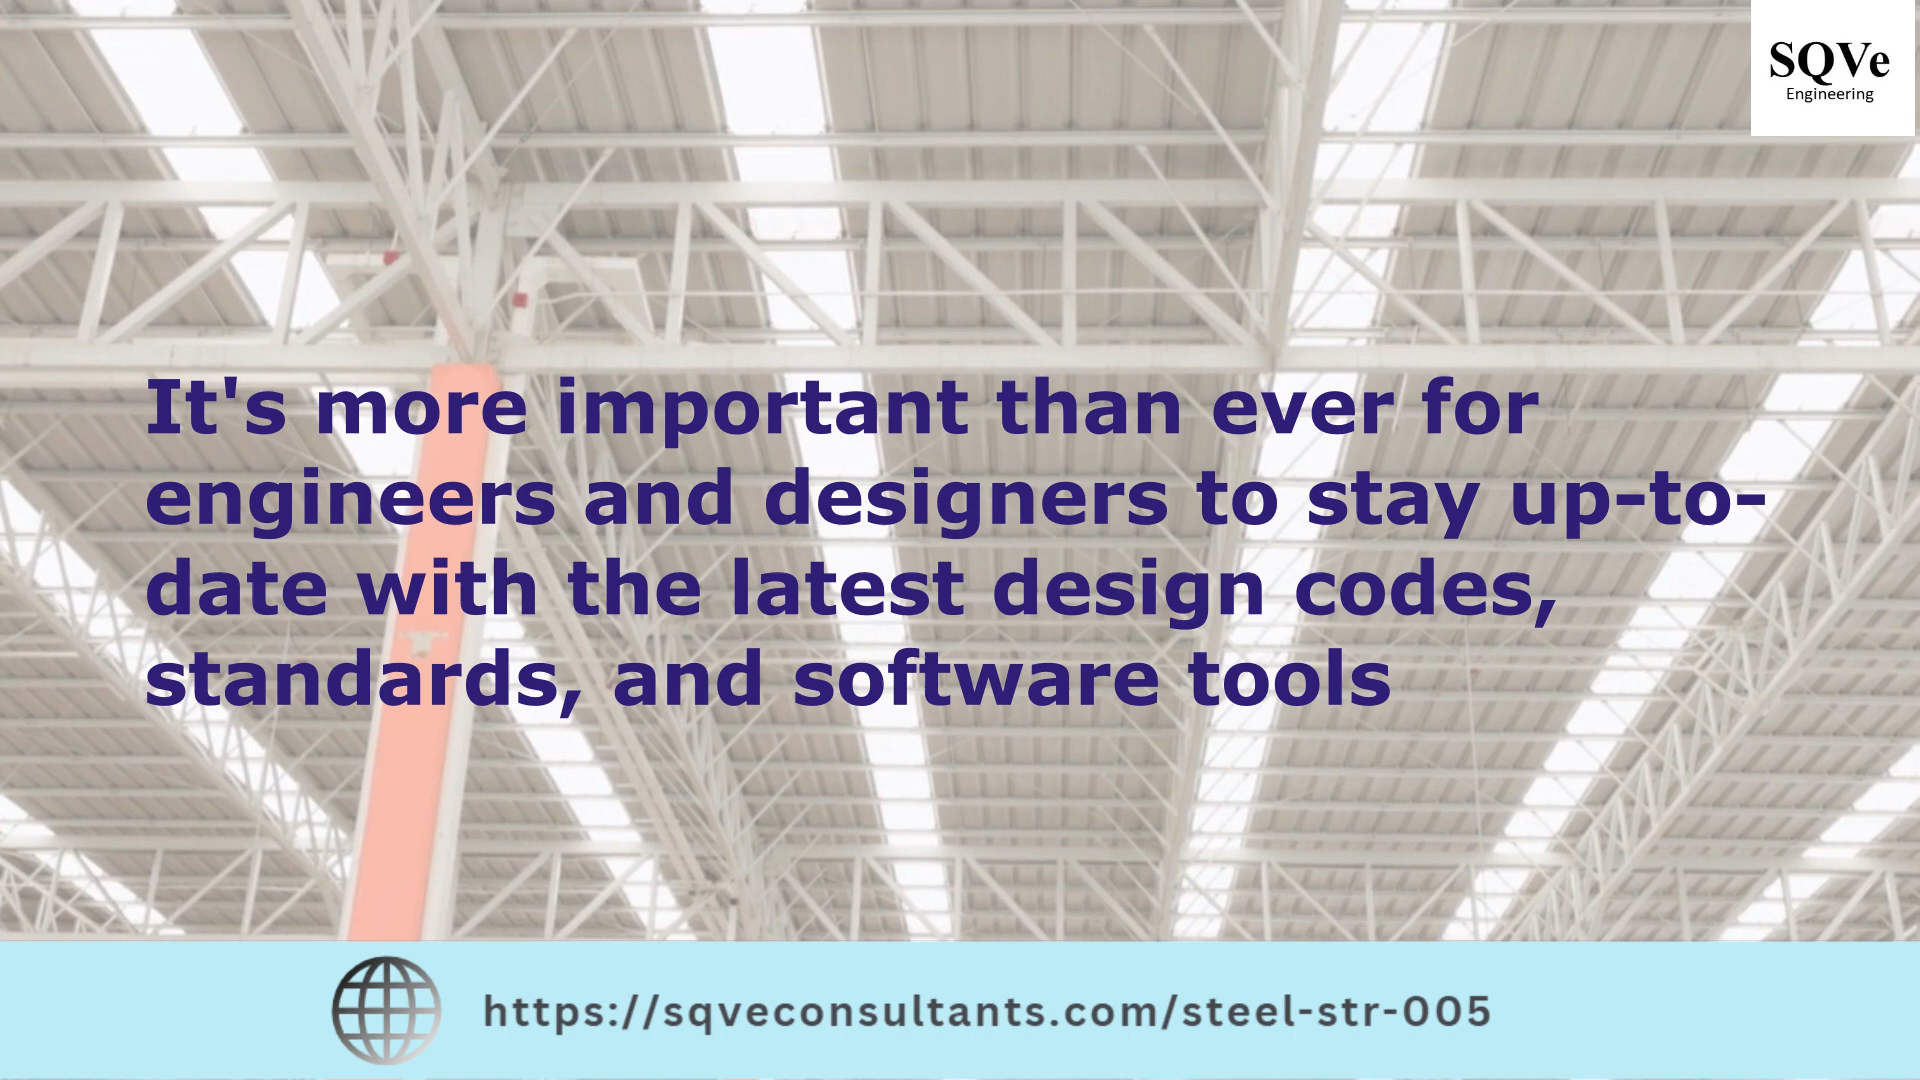 SQVe
Engineering
It's more important than ever for
engineers and designers to stay up-to-
date with the latest design codes,
standards, and software tools
https://sqveconsultants.com/steel-str-005